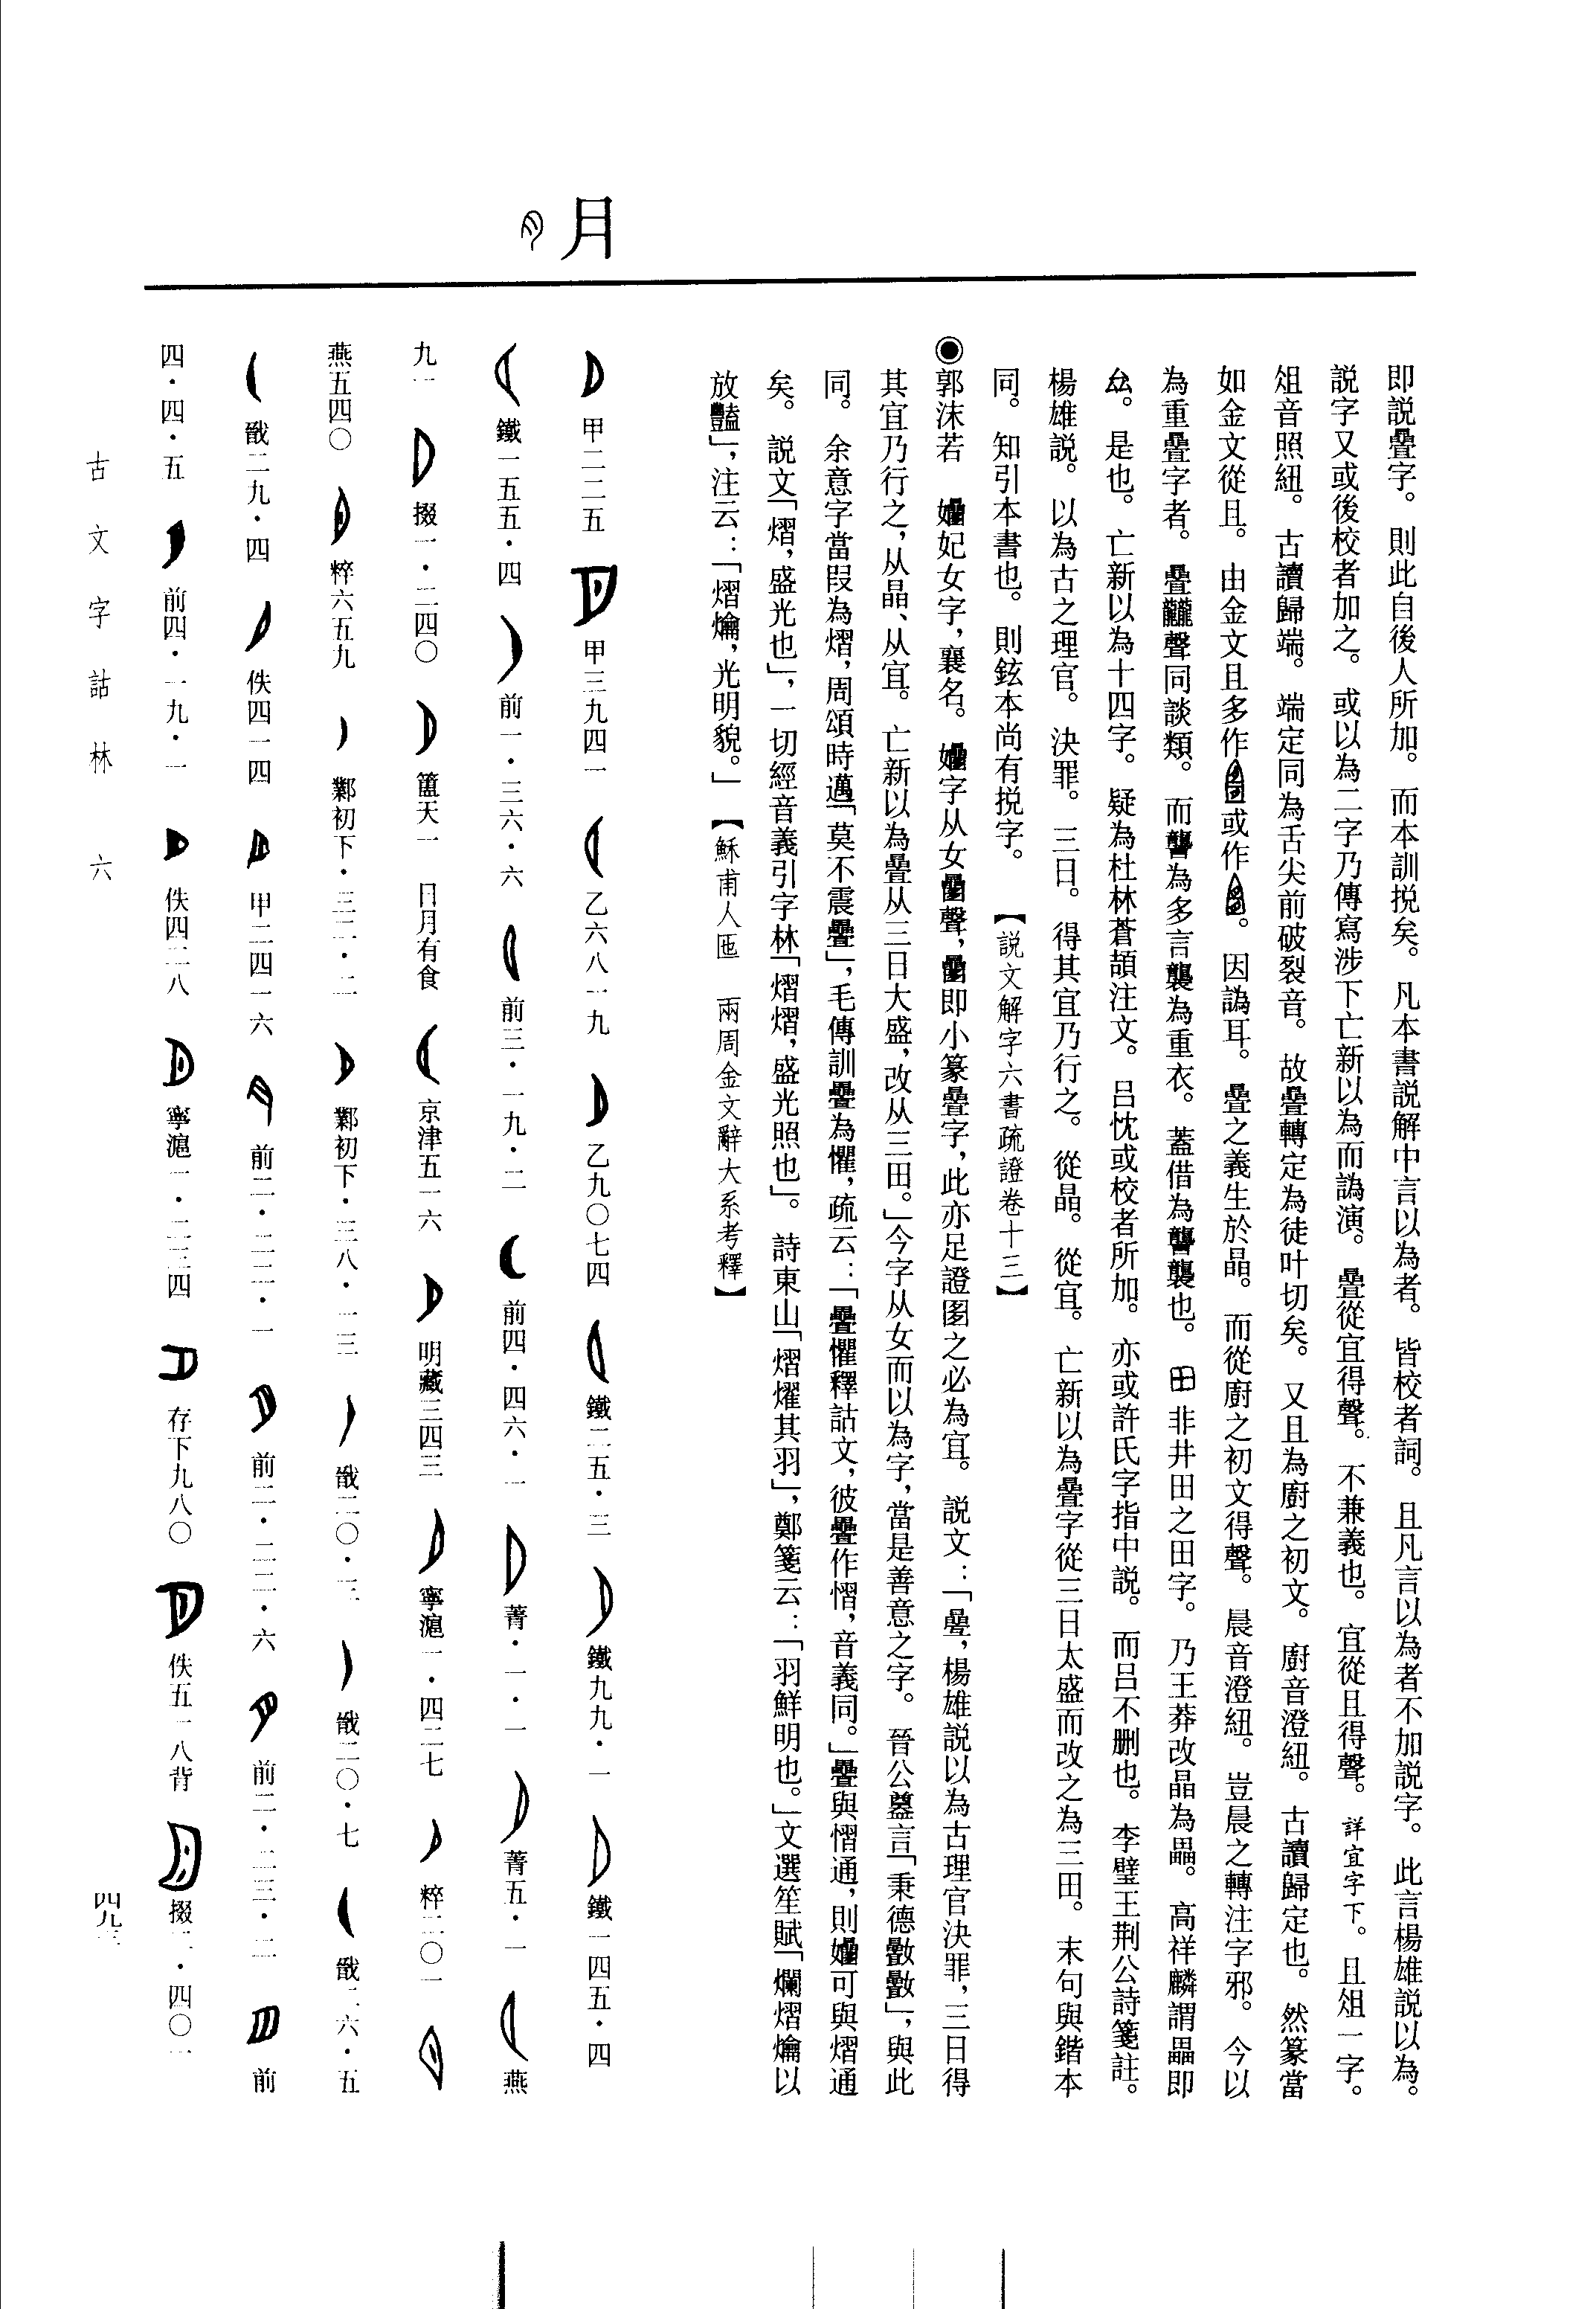 月
即説疊字。則此自後人所加。而本訓挩矣。凡本書説解中言以為者。皆校者詞。且凡言以為者不加説字。此言楊雄説以為。
説字又或後校者加之。或以為二字乃傳寫涉下亡新以為而譌演。疊從宜得聲。不兼義也。宜從且得聲。詳宜字下。且俎一字。
俎音照紐。古讀歸端。端定同為舌尖前破裂音。故疊轉定為徒叶切矣。又且為廚之初文。廚音澄紐。古讀歸定也。然篆當
如金文從且。由金文且多作或作。因譌耳。疊之義生於晶。而從廚之初文得聲。晨音澄紐。豈晨之轉注字邪。今以
為重疊字者。疊龖聲同談類。而讋為多言襲為重衣。蓋借為讋襲也。田非井田之田字。乃王莽改晶為畾。高祥麟謂畾即
厽。是也。亡新以為十四字。疑為杜林蒼頡注文。呂忱或校者所加。亦或許氏字指中說。而呂不删也。李璧王荆公詩箋註。
楊雄説。以為古之理官。決罪。三日。得其宜乃行之。從晶。從宜。亡新以為疊字從三日太盛而改之為三田。末句與鍇本
同。知引本書也。則鉉本尚有挩字。【説文解字六書疏證卷十三】
◉郭沫若　妃女字，襄名。字从女聲，即小篆疊字，此亦足證之必為宜。説文：「疊，楊雄説以為古理官決罪，三日得
其宜乃行之，从晶、从宜。亡新以為疊从三日大盛，改从三田。」今字从女而以為字，當是善意之字。晉公言「秉德」，與此
同。余意字當叚為熠，周頌時邁「莫不震疊」，毛傳訓疊為懼，疏云：「疊懼釋詁文，彼疊作慴，音義同。」疊與慴通，則可與熠通
矣。説文「熠，盛光也」，一切經音義引字林「熠熠，盛光照也」。詩東山「熠燿其羽」，鄭箋云：「羽鮮明也。」文選笙賦「爛熠爚以
放豔」，注云：「熠爚，光明貌。」【穌甫人匜　兩周金文辭大系考釋】
甲二二五　甲三九四一　乙六八一九　乙九〇七四　鐵二五・三　鐵九九・一　鐵一四五・四
鐵一五五・四　前一・三六・六　前三・一九・二　前四・四六・一　菁・一・一　菁五・一　燕
九一　掇一・二四〇　簠天一　日月有食　京津五一六　明藏三四三　寧滬一・四二七　粹二〇一
燕五四〇　粹六五九　鄴初下・三二・二　鄴初下・三八・一三　戩二〇・一二　戩二〇・七　戩二六・五
戩二九・四　佚四一四　甲二四一六　前二・二二・一　前二・二二・六　前二・二三・二　前
四・四・五　前四・一九・一　佚四二八　寧滬一・二三四　存下九八〇　佚五一八背　掇二・四〇一
古文字詁林　六
四九三